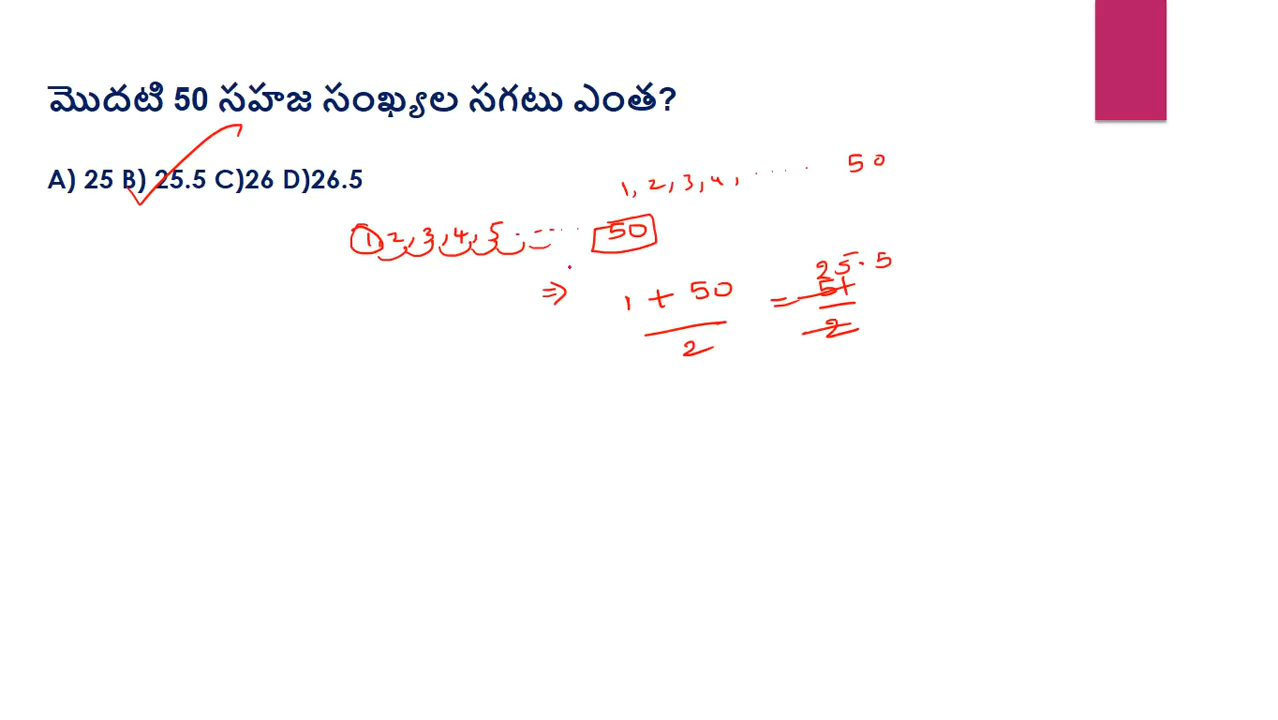 మొదటి 50 సహజ సంఖ్యల సగటు ఎంత?
A) 25 B) 25.5 C)26 D)26.5
1, 2, 3, 4, ..... 50
1, 2, 3, 4, 5 ...... 50
⇒ 1 + 50 / 2 = 51 / 2 25.5